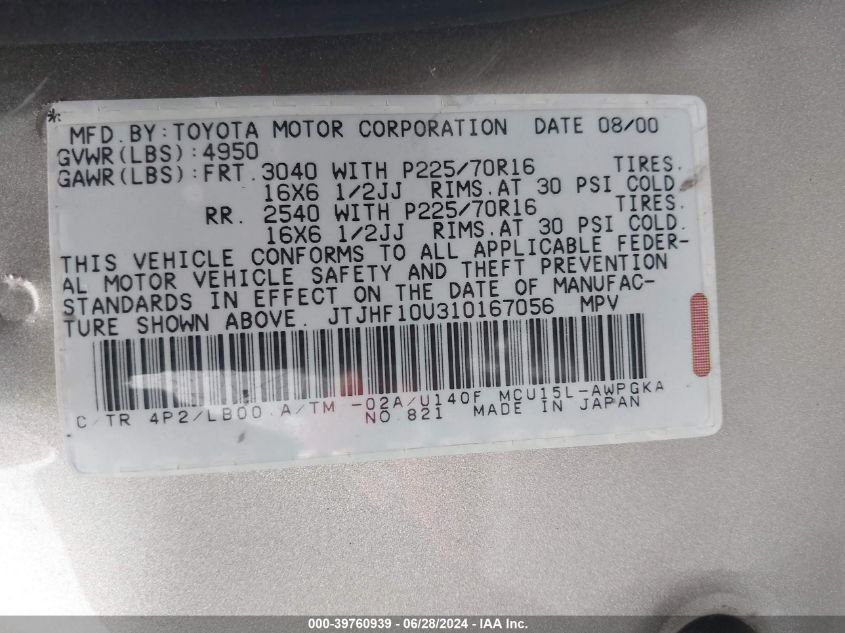 MFD. BY: TOYOTA MOTOR CORPORATION DATE 08/00
GVWR(LBS):4950
GAWR(LBS):FRT. 3040 WITH P225/70R16 TIRES.
16X6 1/2JJ RIMS.AT 30 PSI COLD
RR. 2540 WITH P225/70R16 TIRES.
16X6 1/2JJ RIMS.AT 30 PSI COLD.
THIS VEHICLE CONFORMS TO ALL APPLICABLE FEDER-
AL MOTOR VEHICLE SAFETY AND THEFT PREVENTION
STANDARDS IN EFFECT ON THE DATE OF MANUFAC-
TURE SHOWN ABOVE. JTJHF10U310167056 MPV
C/TR 4P2/LB00 A/TM -02A/U140F MCU15L-AWPGKA
NO.821 MADE IN JAPAN
000-39760939 - 06/28/2024 - IAA Inc.